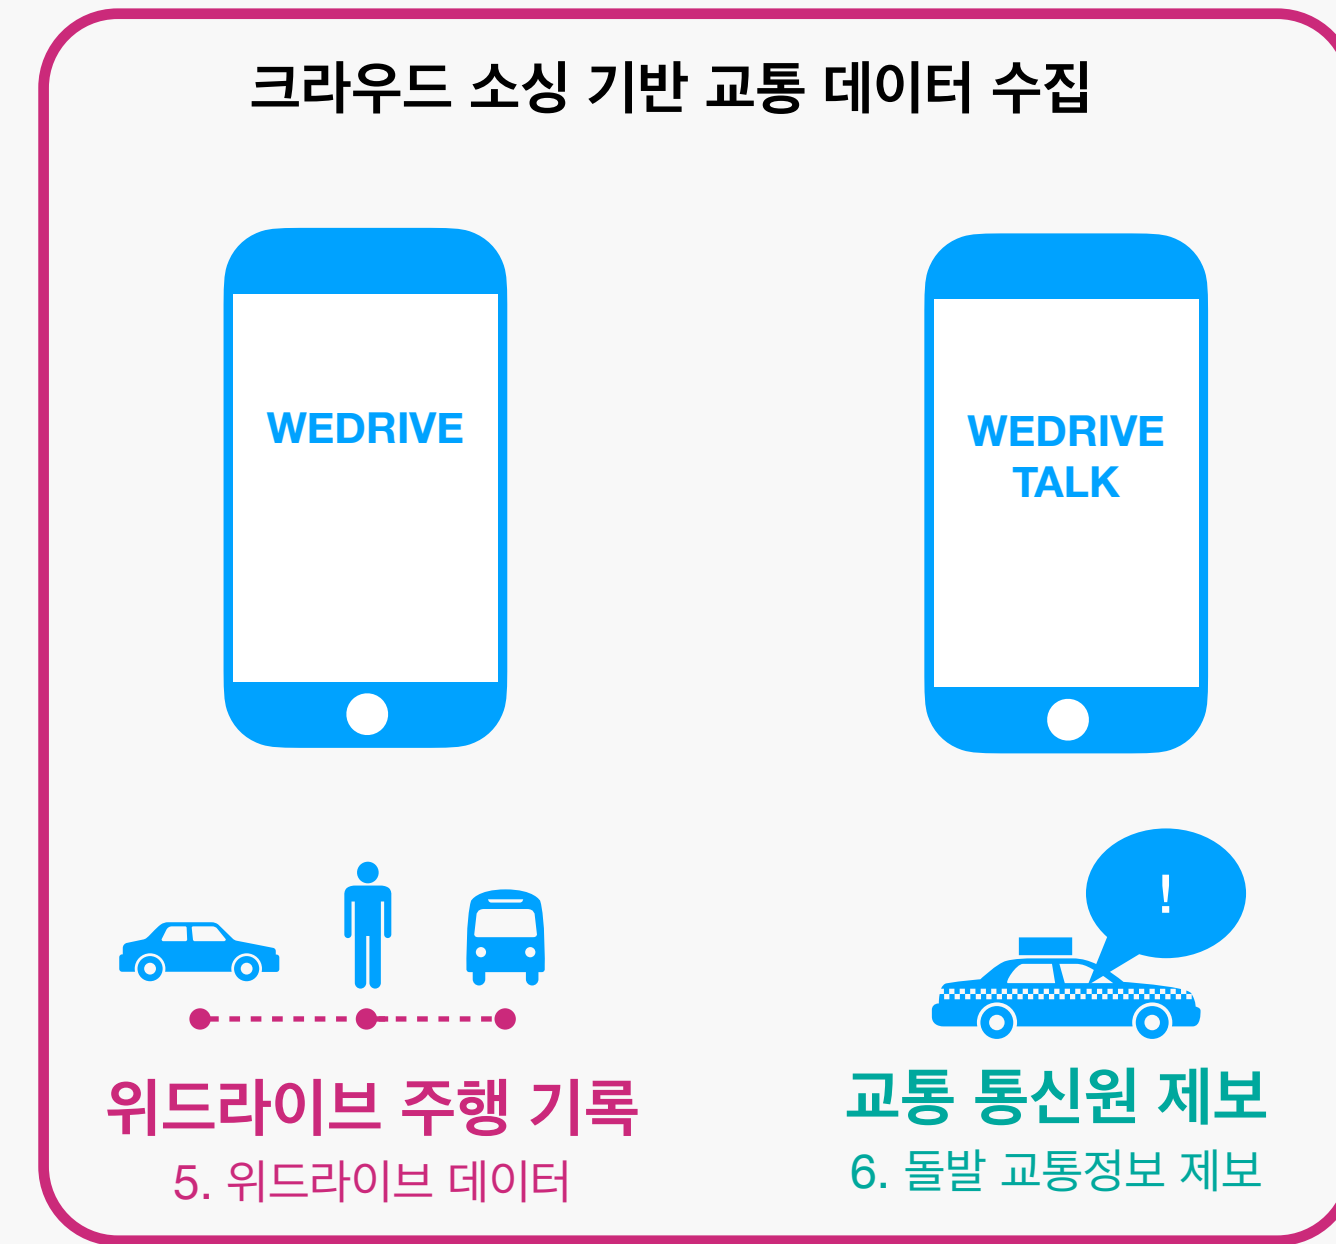 크라우드 소싱 기반 교통 데이터 수집
WEDRIVE
WEDRIVE
TALK
!
위드라이브 주행 기록
5. 위드라이브 데이터
교통 통신원 제보
6. 돌발 교통정보 제보